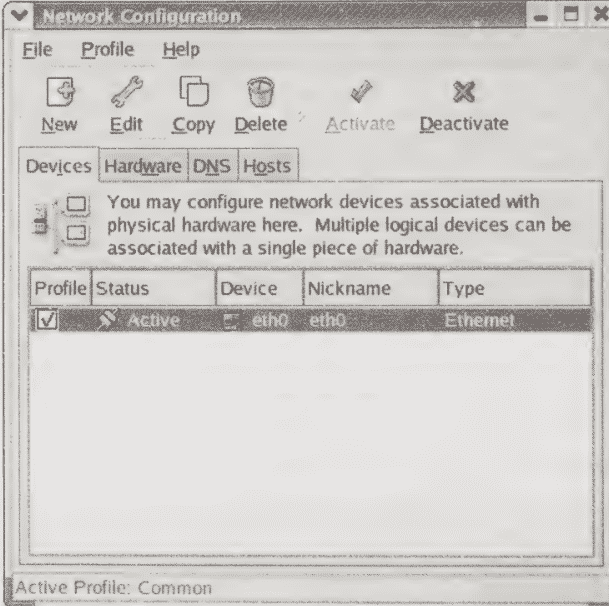 Network Configuration
File Profile Help
New Edit Copy Delete Activate Deactivate
Devices Hardware DNS Hosts
You may configure network devices associated with
physical hardware here. Multiple logical devices can be
associated with a single piece of hardware.
Profile Status Device Nickname Type
Active eth0 eth0 Ethernet
Active Profile: Common